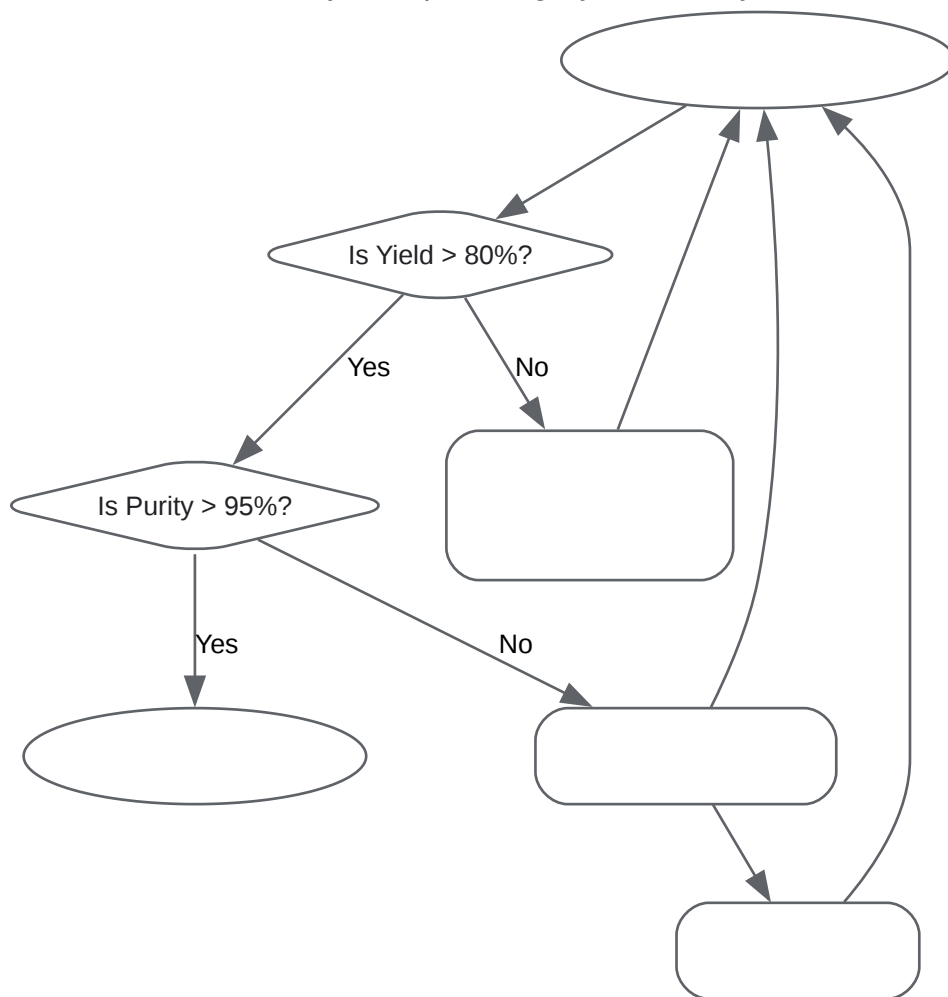 Is Yield > 80%?
Yes
No
Is Purity > 95%?
Yes
No